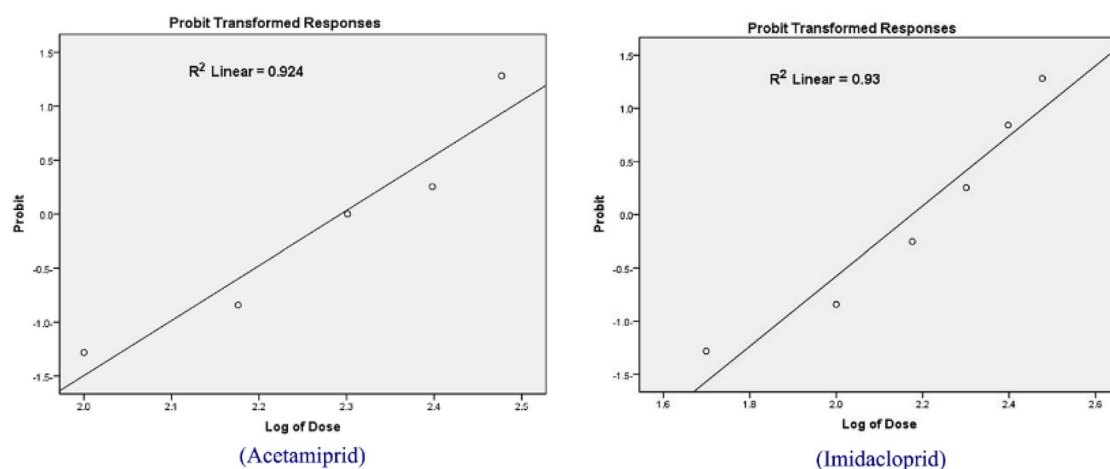 Probit Transformed Responses
R² Linear = 0.924
Probit
1.5
1.0
0.5
0.0
-0.5
-1.0
-1.5
2.0 2.1 2.2 2.3 2.4 2.5
Log of Dose
(Acetamiprid)
Probit Transformed Responses
R² Linear = 0.93
Probit
1.5
1.0
0.5
0.0
-0.5
-1.0
-1.5
1.6 1.8 2.0 2.2 2.4 2.6
Log of Dose
(Imidacloprid)